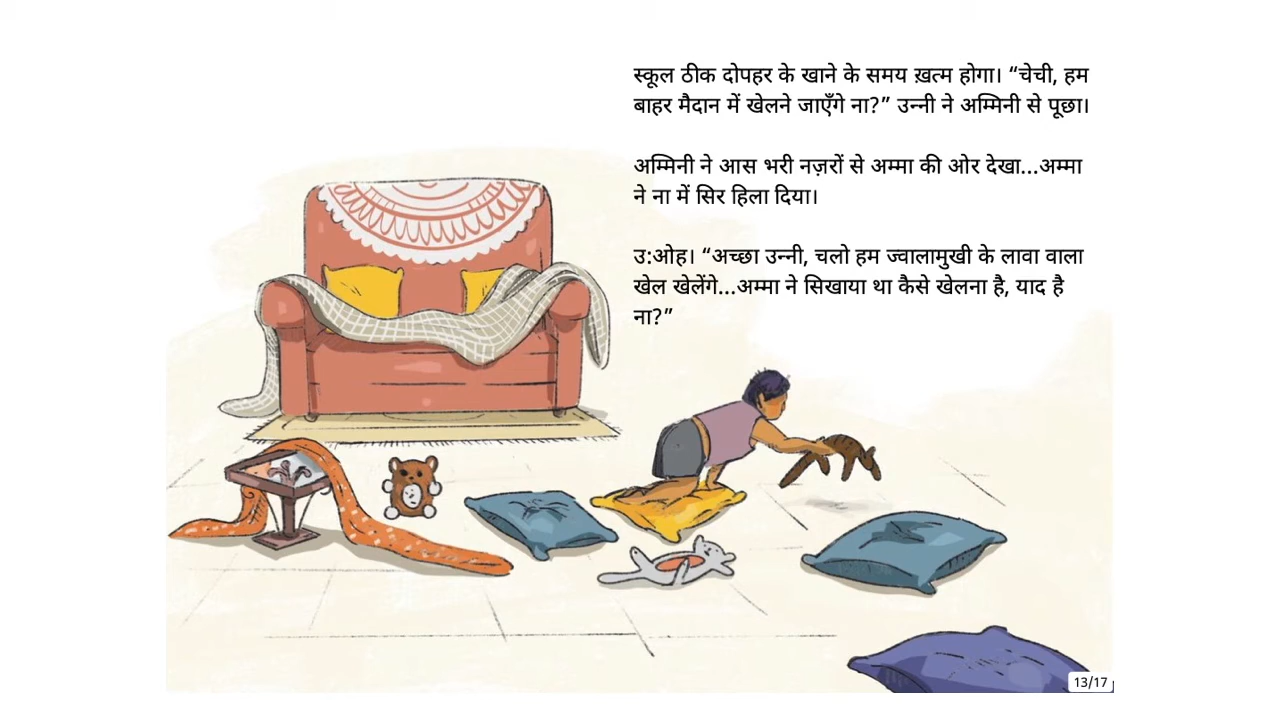 स्कूल ठीक दोपहर के खाने के समय ख़त्म होगा। “चेची, हम
बाहर मैदान में खेलने जाएँगे ना?” उन्नी ने अम्मिनी से पूछा।
अम्मिनी ने आस भरी नज़रों से अम्मा की ओर देखा...अम्मा
ने ना में सिर हिला दिया।
उ:ओह। “अच्छा उन्नी, चलो हम ज्वालामुखी के लावा वाला
खेल खेलेंगे...अम्मा ने सिखाया था कैसे खेलना है, याद है
ना?”
13/17